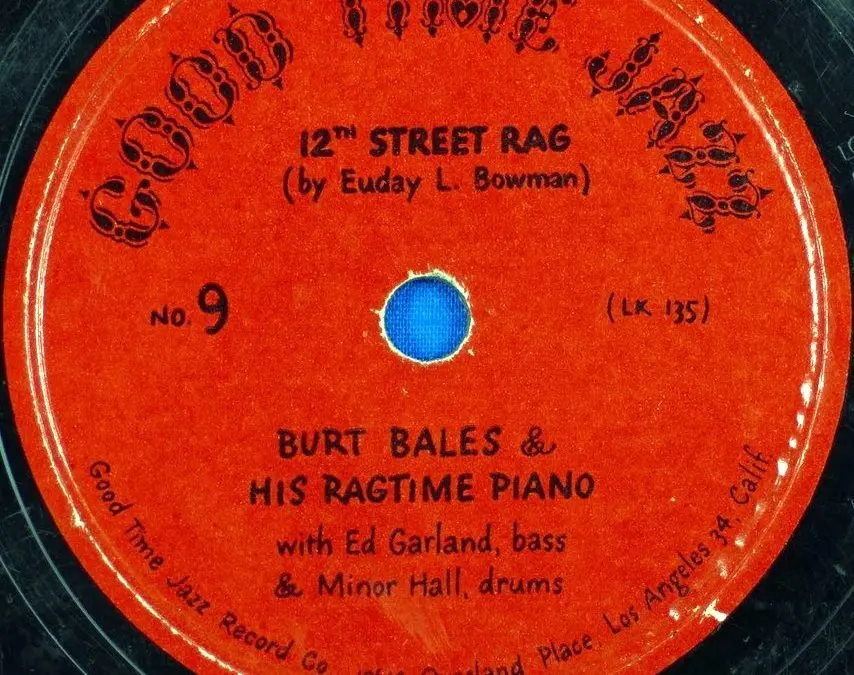 GOOD TIME JAZZ
12TH STREET RAG
(by Euday L. Bowman)
No. 9
(LK 135)
BURT BALES &
HIS RAGTIME PIANO
with Ed Garland, bass
& Minor Hall, drums
Good Time Jazz Record Co. Overland Place, Los Angeles 34, Calif